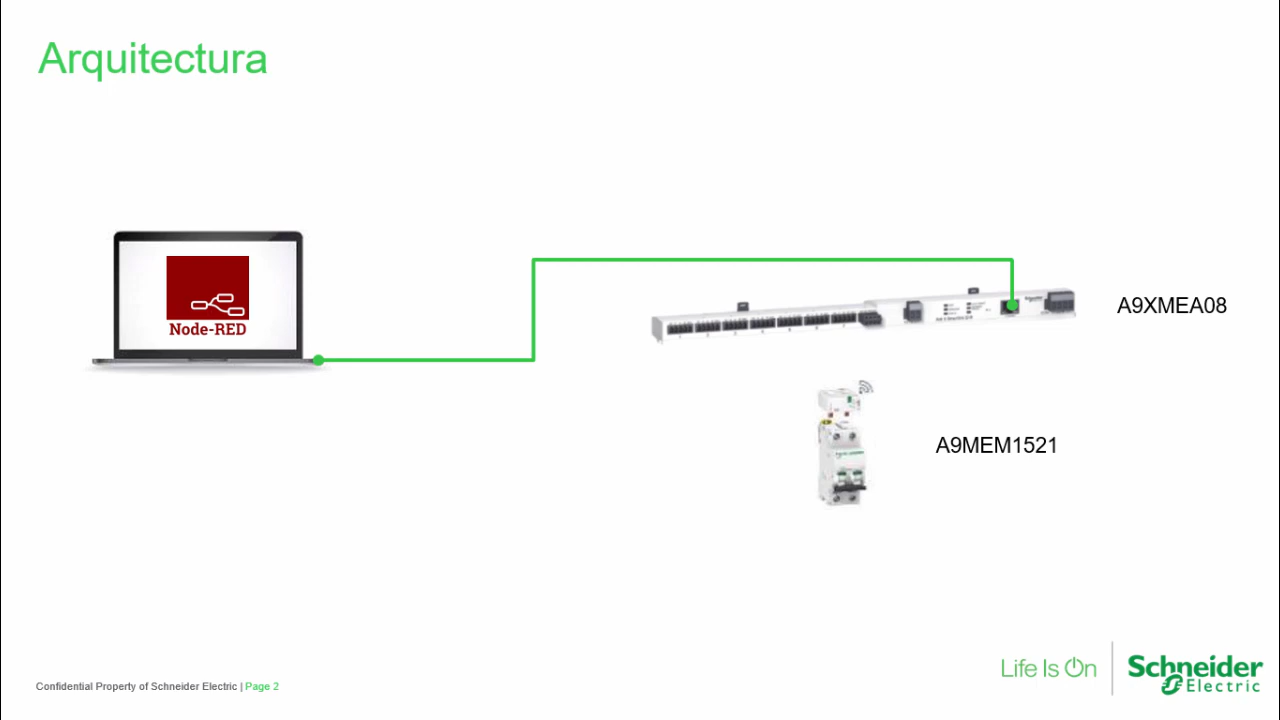 Arquitectura
Node-RED
A9XMEA08
A9MEM1521
Confidential Property of Schneider Electric | Page 2
Life Is On
Schneider
Electric